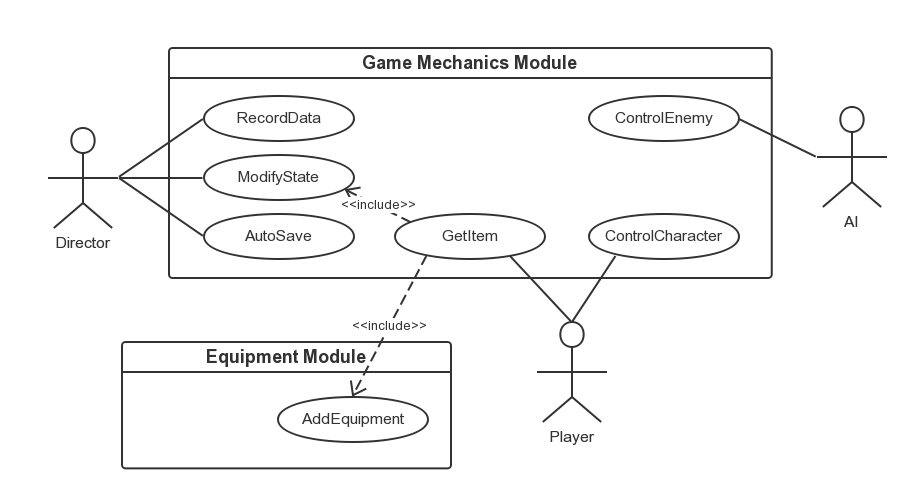 Game Mechanics Module
RecordData
ControlEnemy
ModifyState
<<include>>
Director
AutoSave
GetItem
ControlCharacter
AI
<<include>>
Equipment Module
AddEquipment
Player